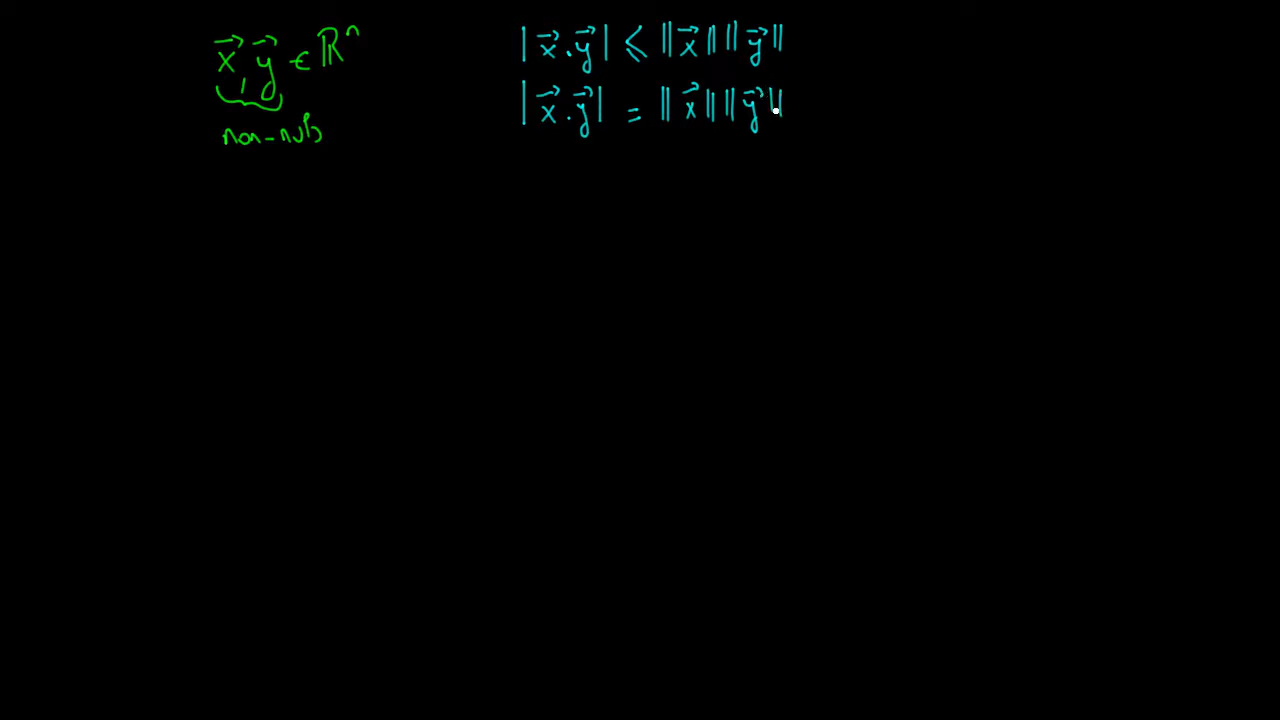 x⃗, y⃗ ∈ ℝⁿ
non-nuls
|x⃗.y⃗| ⩽ ‖x⃗‖ ‖y⃗‖
|x⃗.y⃗| = ‖x⃗‖ ‖y⃗‖